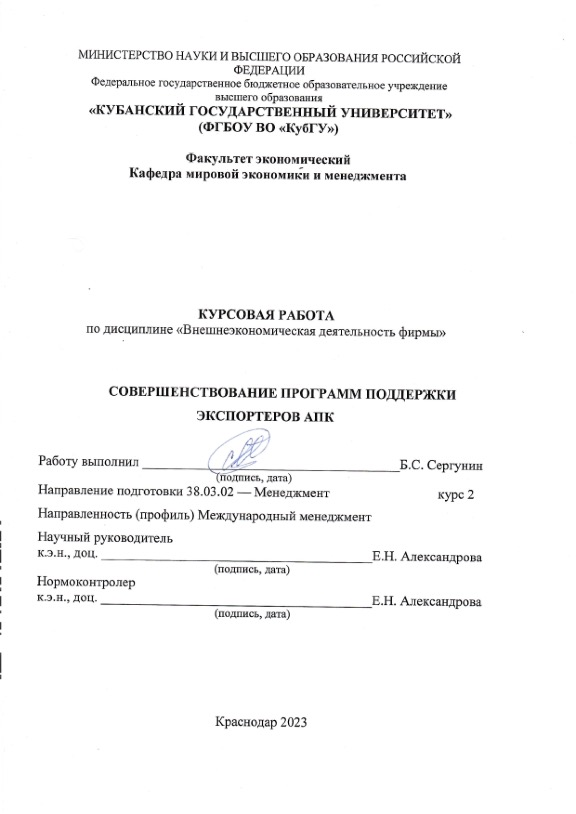 МИНИСТЕРСТВО НАУКИ И ВЫСШЕГО ОБРАЗОВАНИЯ РОССИЙСКОЙ
ФЕДЕРАЦИИ
Федеральное государственное бюджетное образовательное учреждение
высшего образования
«КУБАНСКИЙ ГОСУДАРСТВЕННЫЙ УНИВЕРСИТЕТ»
(ФГБОУ ВО «КубГУ»)
Факультет экономический
Кафедра мировой экономики и менеджмента
КУРСОВАЯ РАБОТА
по дисциплине «Внешнеэкономическая деятельность фирмы»
СОВЕРШЕНСТВОВАНИЕ ПРОГРАММ ПОДДЕРЖКИ
ЭКСПОРТЕРОВ АПК
Работу выполнил Б.С. Сергунин
(подпись, дата)
Направление подготовки 38.03.02 — Менеджмент курс 2
Направленность (профиль) Международный менеджмент
Научный руководитель
к.э.н., доц. Е.Н. Александрова
(подпись, дата)
Нормоконтролер
к.э.н., доц. Е.Н. Александрова
(подпись, дата)
Краснодар 2023